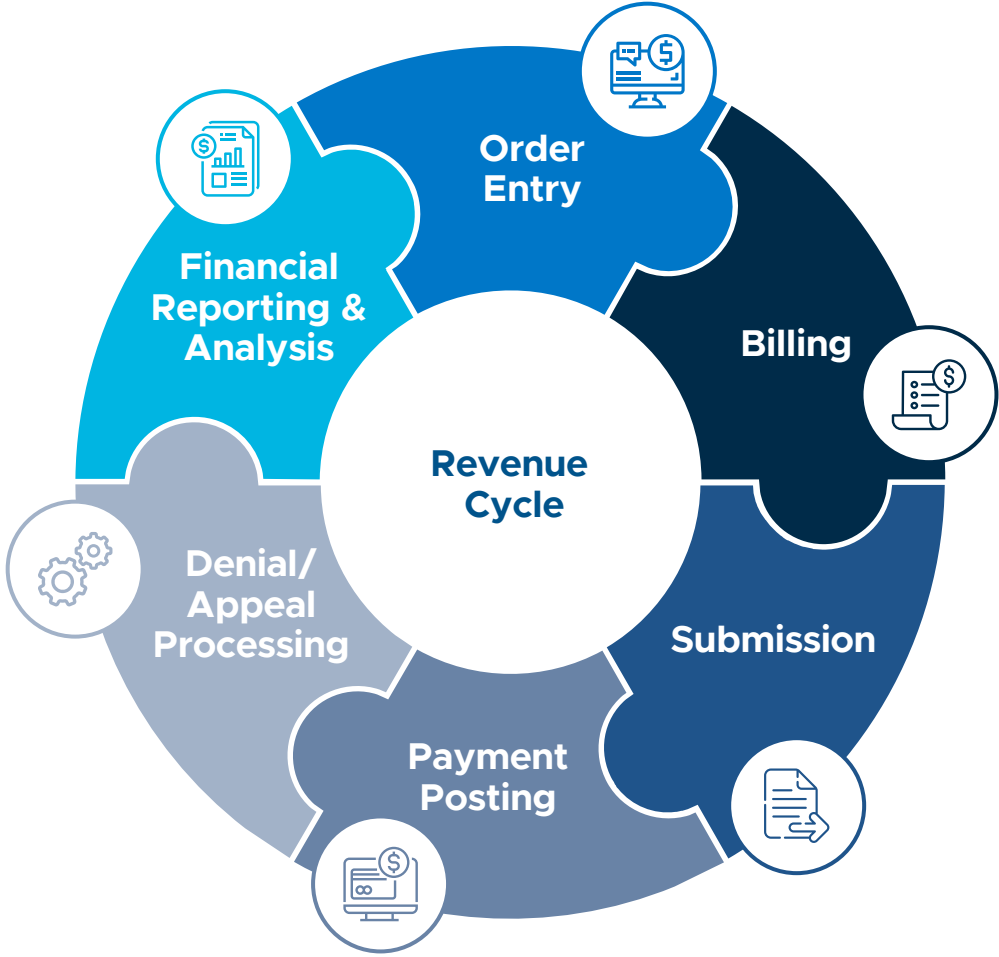 Order
Entry
Billing
Submission
Payment
Posting
Denial/
Appeal
Processing
Financial
Reporting &
Analysis
Revenue
Cycle
$
$
$
$